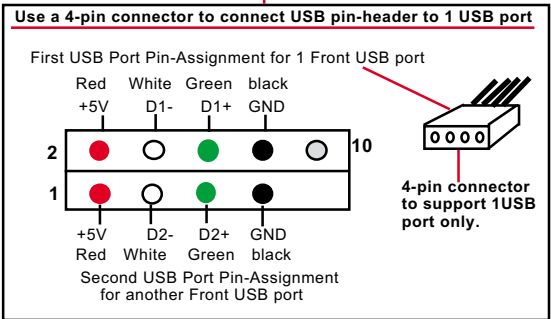 Use a 4-pin connector to connect USB pin-header to 1 USB port
First USB Port Pin-Assignment for 1 Front USB port
Red White Green black
+5V D1- D1+ GND
2 10
1
+5V D2- D2+ GND
Red White Green black
Second USB Port Pin-Assignment
for another Front USB port
4-pin connector
to support 1USB
port only.